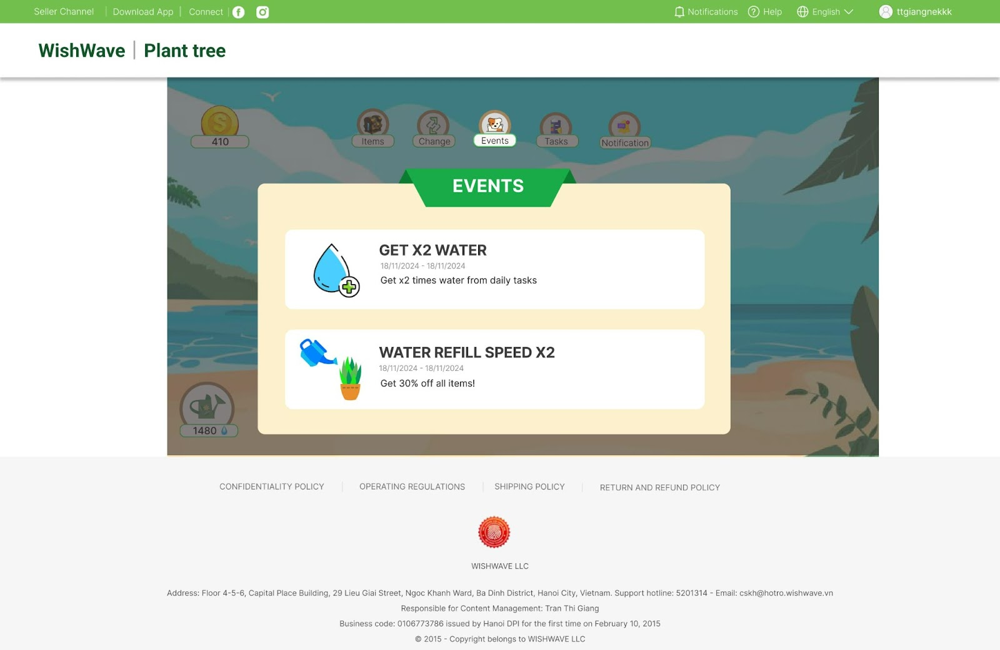 Seller Channel | Download App | Connect | Notifications Help English ttgiangnekkk
WishWave | Plant tree
410
Items Change Events Tasks Notification
EVENTS
GET X2 WATER
18/11/2024 - 18/11/2024
Get x2 times water from daily tasks
WATER REFILL SPEED X2
18/11/2024 - 18/11/2024
Get 30% off all items!
1480
CONFIDENTIALITY POLICY | OPERATING REGULATIONS | SHIPPING POLICY | RETURN AND REFUND POLICY
WISHWAVE LLC
Address: Floor 4-5-6, Capital Place Building, 29 Lieu Giai Street, Ngoc Khanh Ward, Ba Dinh District, Hanoi City, Vietnam. Support hotline: 5201314 - Email: cskh@hotro.wishwave.vn
Responsible for Content Management: Tran Thi Giang
Business code: 0106773786 issued by Hanoi DPI for the first time on February 10, 2015
© 2015 - Copyright belongs to WISHWAVE LLC